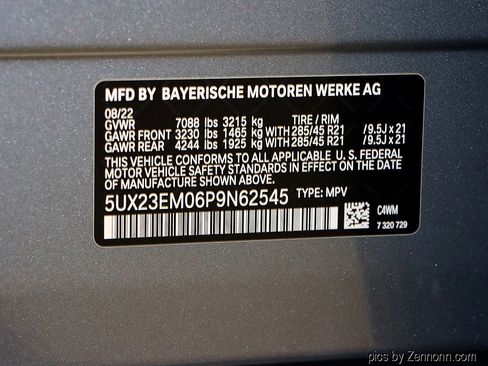 MFD BY BAYERISCHE MOTOREN WERKE AG
08/22
GVWR 7088 lbs 3215 kg TIRE / RIM
GAWR FRONT 3230 lbs 1465 kg WITH 285/45 R21 /9.5J x 21
GAWR REAR 4244 lbs 1925 kg WITH 285/45 R21 /9.5J x 21
THIS VEHICLE CONFORMS TO ALL APPLICABLE U.S. FEDERAL
MOTOR VEHICLE SAFETY STANDARDS IN EFFECT ON THE DATE
OF MANUFACTURE SHOWN ABOVE.
5UX23EM06P9N62545 TYPE: MPV
C4WM
7 320 729
pics by Zennonn.com